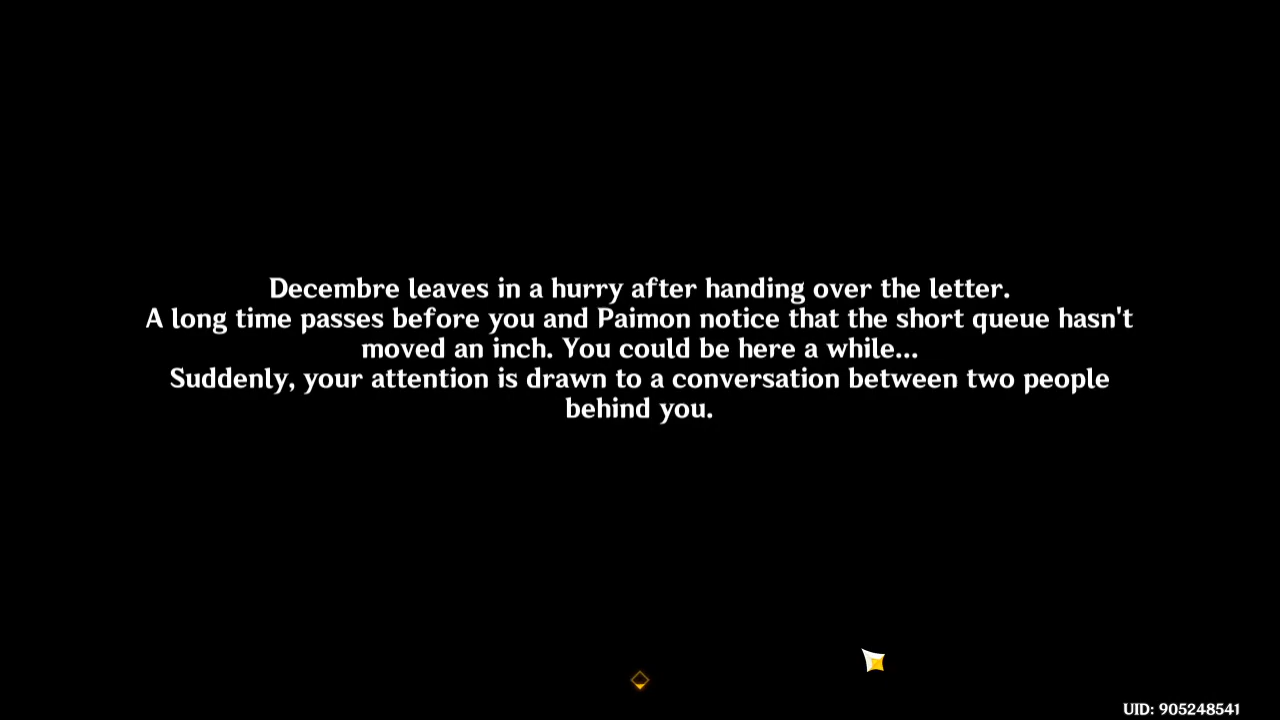 Decembre leaves in a hurry after handing over the letter.
A long time passes before you and Paimon notice that the short queue hasn't
moved an inch. You could be here a while...
Suddenly, your attention is drawn to a conversation between two people
behind you.
UID: 905248541